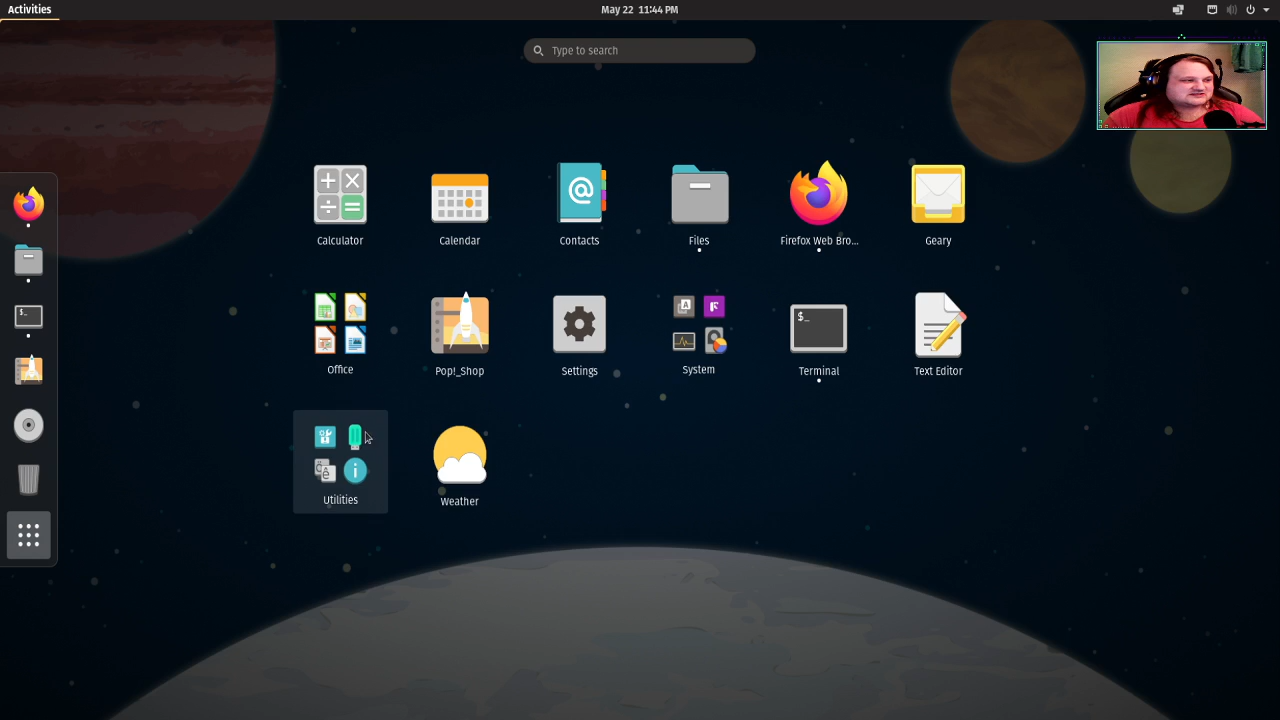 Activities
May 22 11:44 PM
Type to search
Calculator
Calendar
Contacts
Files
Firefox Web Bro...
Geary
Office
Pop!_Shop
Settings
System
Terminal
Text Editor
Utilities
Weather